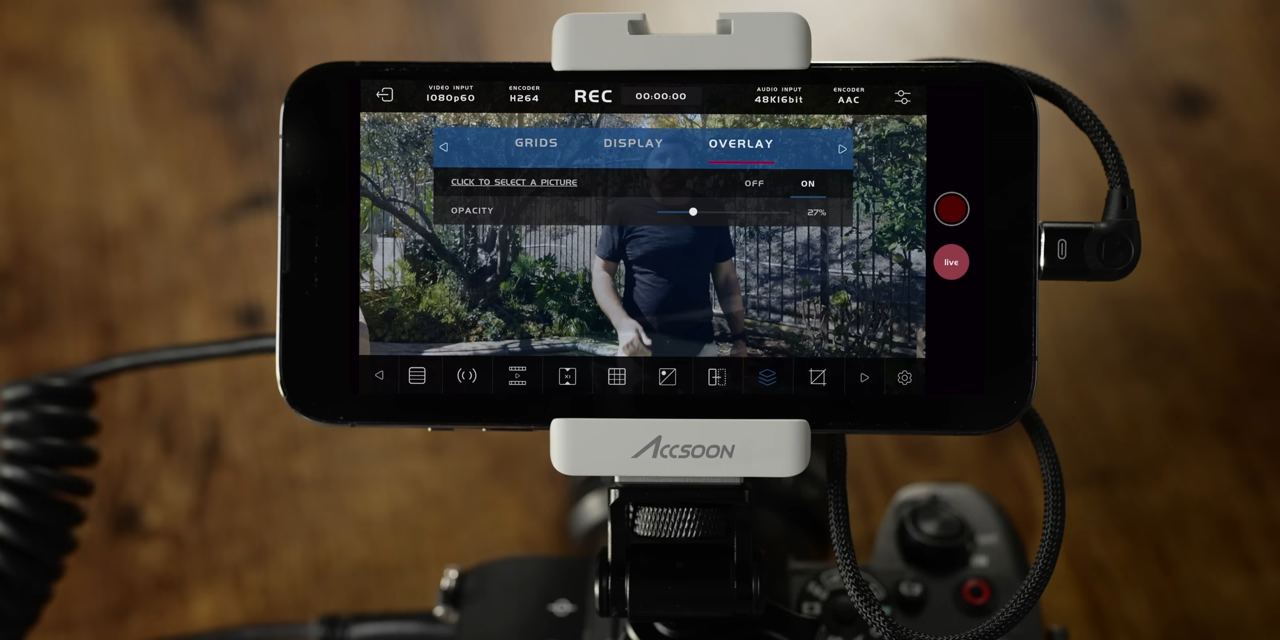 VIDEO INPUT
1080p60
ENCODER
H264
REC 00:00:00
AUDIO INPUT
48K16bit
ENCODER
AAC
GRIDS DISPLAY OVERLAY
CLICK TO SELECT A PICTURE OFF ON
OPACITY 27%
live
X1
ACCSOON